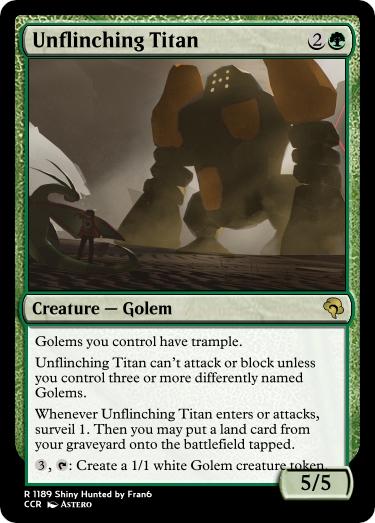 Unflinching Titan 2
Creature — Golem
Golems you control have trample.
Unflinching Titan can't attack or block unless
you control three or more differently named
Golems.
Whenever Unflinching Titan enters or attacks,
surveil 1. Then you may put a land card from
your graveyard onto the battlefield tapped.
3, : Create a 1/1 white Golem creature token.
5/5
R 1189 Shiny Hunted by Fran6
CCR Astero